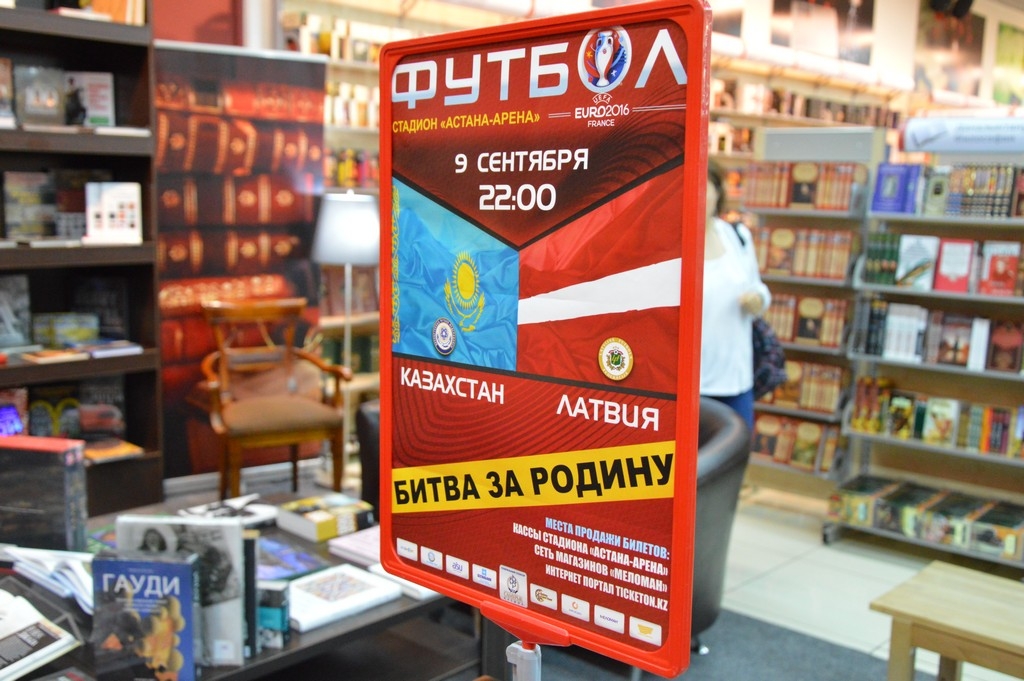 ФУТБОЛ
СТАДИОН «АСТАНА-АРЕНА»
UEFA
EURO2016
FRANCE
9 СЕНТЯБРЯ
22:00
КАЗАХСТАН
ЛАТВИЯ
БИТВА ЗА РОДИНУ
МЕСТА ПРОДАЖИ БИЛЕТОВ:
КАССЫ СТАДИОНА «АСТАНА-АРЕНА»
СЕТЬ МАГАЗИНОВ «МЕЛОМАН»
ИНТЕРНЕТ ПОРТАЛ TICKETON.KZ
ГАУДИ